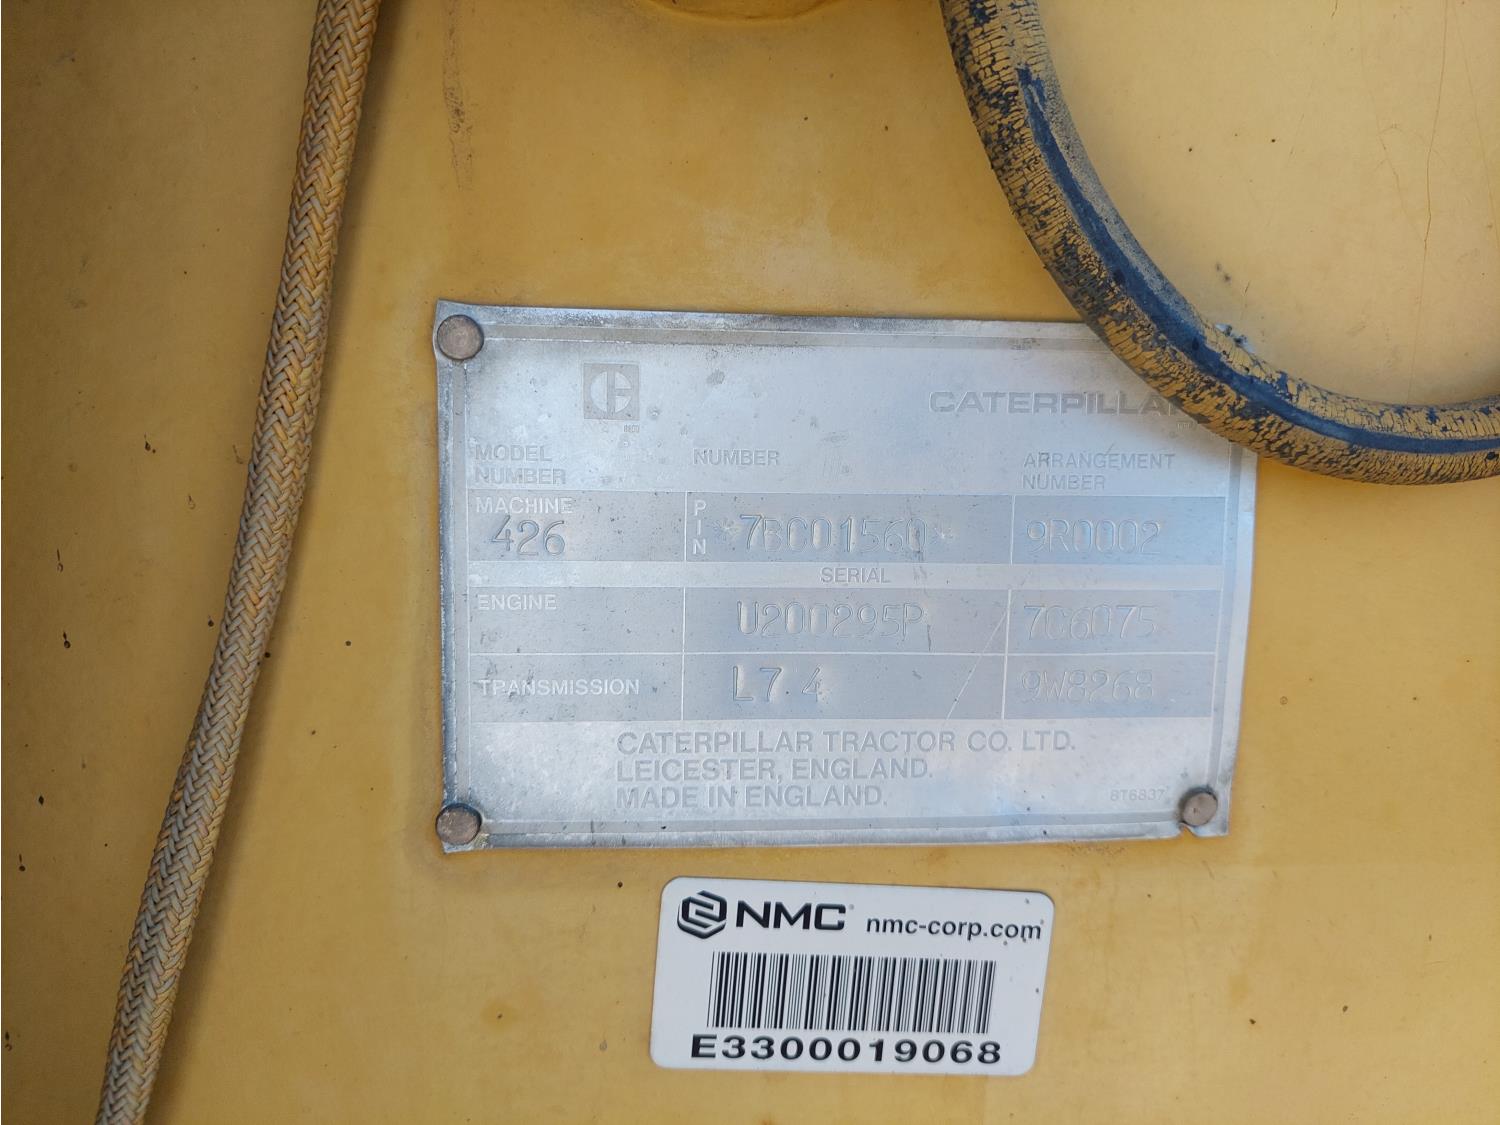 CATERPILLAR
MODEL NUMBER
NUMBER
ARRANGEMENT NUMBER
MACHINE
426
PIN
*7BC01560*
9R0002
SERIAL
ENGINE
U200295P
7C6075
TRANSMISSION
L7 4
9W8268
CATERPILLAR TRACTOR CO. LTD.
LEICESTER, ENGLAND.
MADE IN ENGLAND.
8T6837
NMC nmc-corp.com
E3300019068